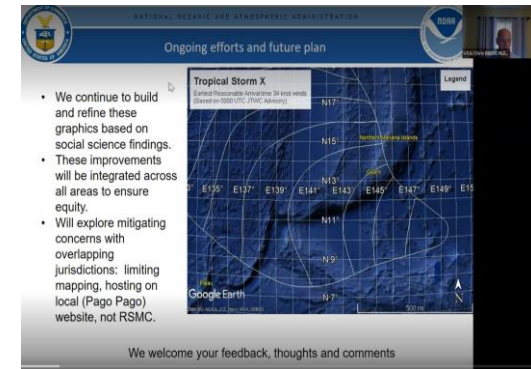 NATIONAL OCEANIC AND ATMOSPHERIC ADMINISTRATION
NOAA
Ongoing efforts and future plan
• We continue to build
and refine these
graphics based on
social science findings.
• These improvements
will be integrated across
all areas to ensure
equity.
• Will explore mitigating
concerns with
overlapping
jurisdictions: limiting
mapping, hosting on
local (Pago Pago)
website, not RSMC.
Tropical Storm X
Earliest Reasonable Arrival time 34 knot winds
(Based on 0000 UTC JTWC Advisory)
Legend
N17°
N15°
Northern Mariana Islands
N13°
Guam
E135° E137° E139° E141° E143° E145° E147° E149° E15
N11°
N9°
Palau
N7°
Google Earth
500 mi
N
We welcome your feedback, thoughts and comments